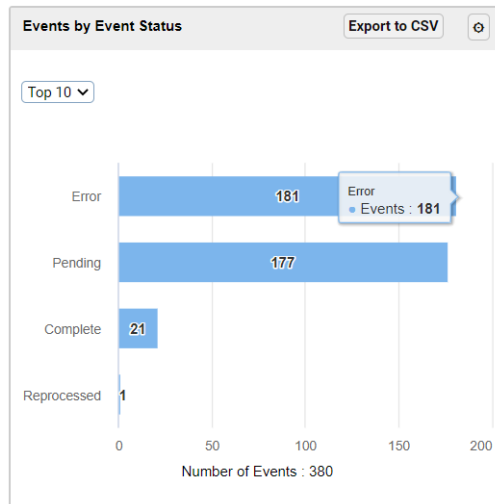 Events by Event Status
Export to CSV
Top 10
Error
181
Error
Events : 181
Pending
177
Complete
21
Reprocessed
1
0 50 100 150 200
Number of Events : 380